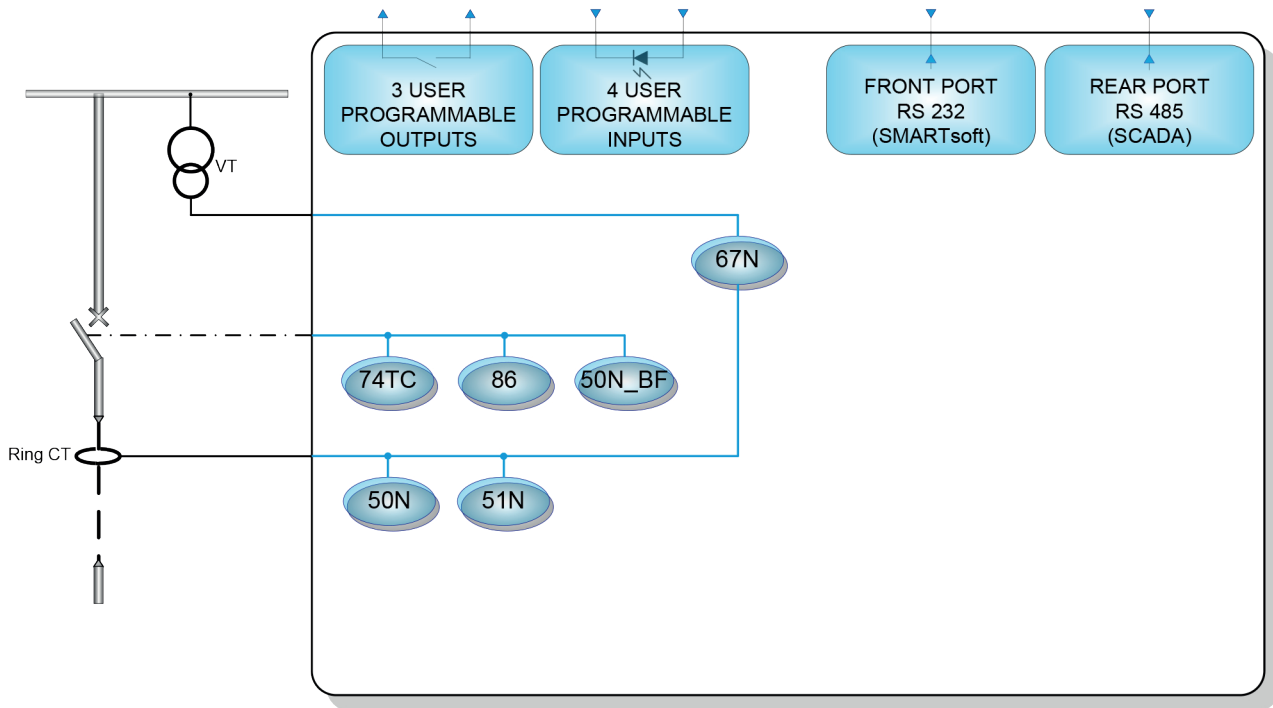 3 USER
PROGRAMMABLE
OUTPUTS
4 USER
PROGRAMMABLE
INPUTS
FRONT PORT
RS 232
(SMARTsoft)
REAR PORT
RS 485
(SCADA)
VT
67N
74TC
86
50N_BF
Ring CT
50N
51N